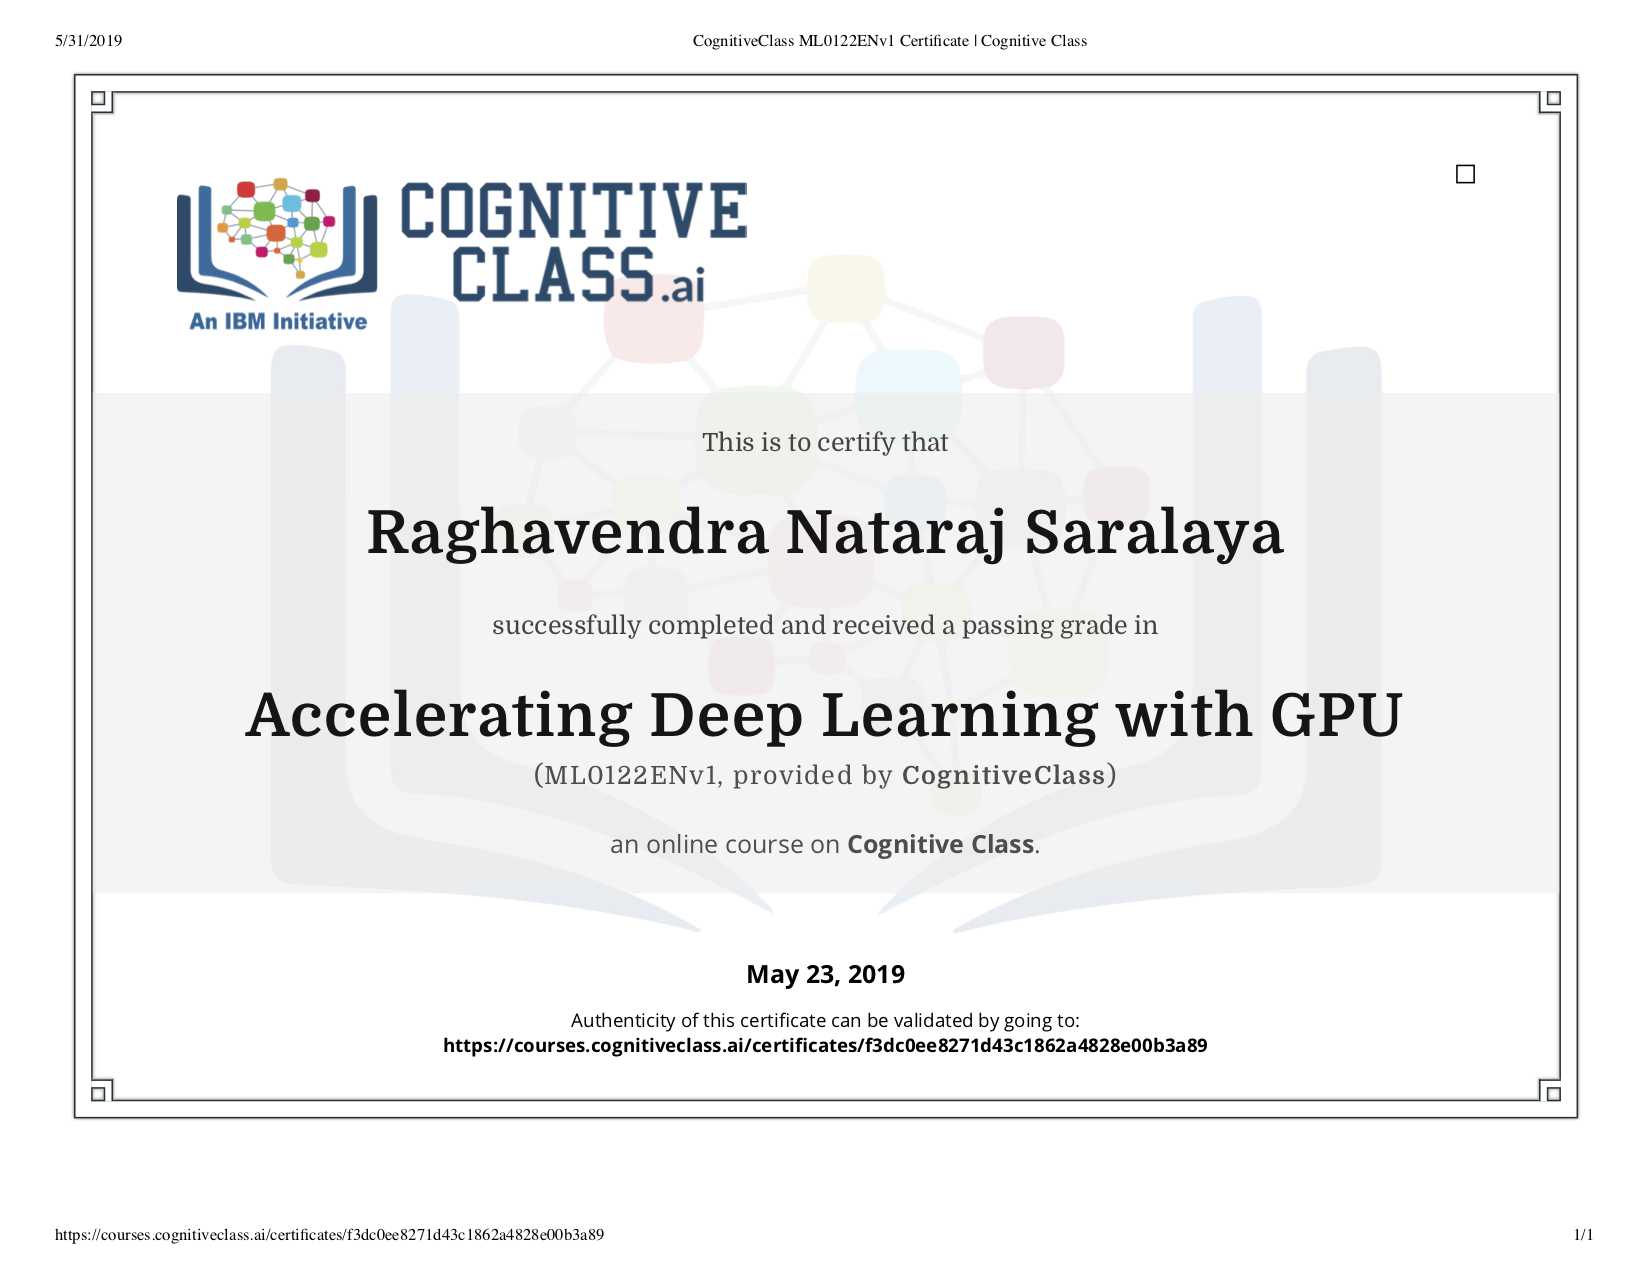 5/31/2019
CognitiveClass ML0122ENv1 Certificate | Cognitive Class
COGNITIVE
CLASS.ai
An IBM Initiative
This is to certify that
Raghavendra Nataraj Saralaya
successfully completed and received a passing grade in
Accelerating Deep Learning with GPU
(ML0122ENv1, provided by CognitiveClass)
an online course on Cognitive Class.
May 23, 2019
Authenticity of this certificate can be validated by going to:
https://courses.cognitiveclass.ai/certificates/f3dc0ee8271d43c1862a4828e00b3a89
https://courses.cognitiveclass.ai/certificates/f3dc0ee8271d43c1862a4828e00b3a89
1/1